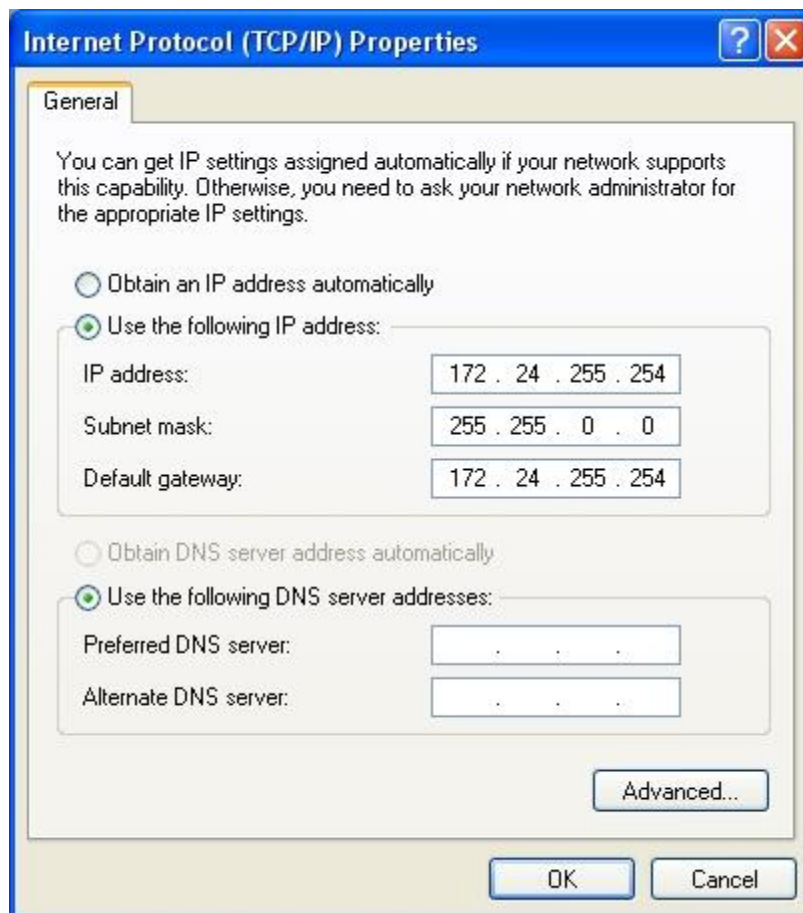 Internet Protocol (TCP/IP) Properties
General
You can get IP settings assigned automatically if your network supports
this capability. Otherwise, you need to ask your network administrator for
the appropriate IP settings.
Obtain an IP address automatically
Use the following IP address:
IP address: 172 . 24 . 255 . 254
Subnet mask: 255 . 255 . 0 . 0
Default gateway: 172 . 24 . 255 . 254
Obtain DNS server address automatically
Use the following DNS server addresses:
Preferred DNS server: . . .
Alternate DNS server: . . .
Advanced...
OK Cancel